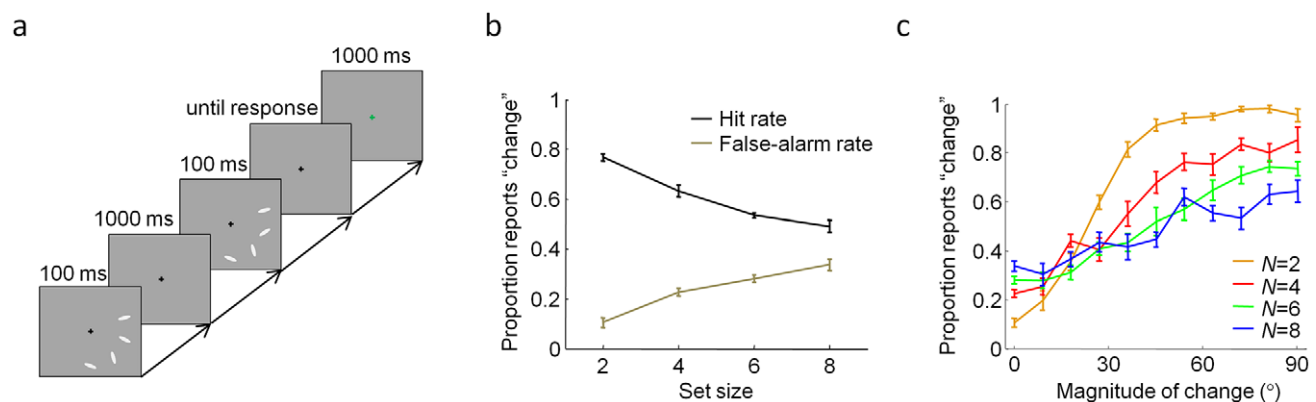 a
1000 ms
until response
100 ms
1000 ms
100 ms
b
Proportion reports “change”
1
0.8
0.6
0.4
0.2
0
Hit rate
False-alarm rate
2 4 6 8
Set size
c
Proportion reports “change”
1
0.8
0.6
0.4
0.2
0
N=2
N=4
N=6
N=8
0 30 60 90
Magnitude of change (°)